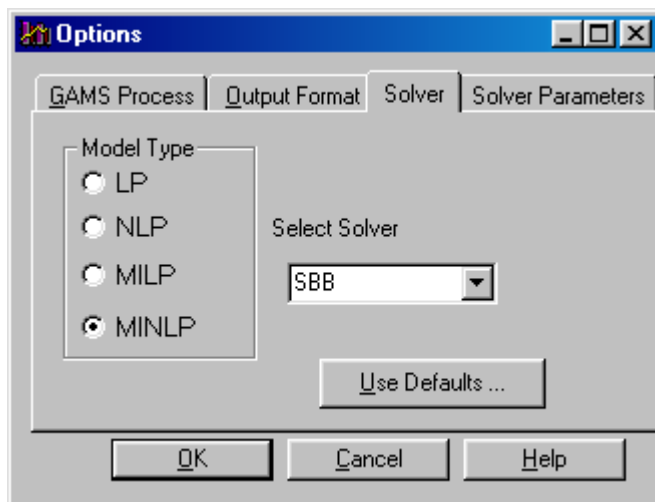 Options
GAMS Process Output Format Solver Solver Parameters
Model Type
LP
NLP
MILP
MINLP
Select Solver
SBB
Use Defaults ...
OK Cancel Help